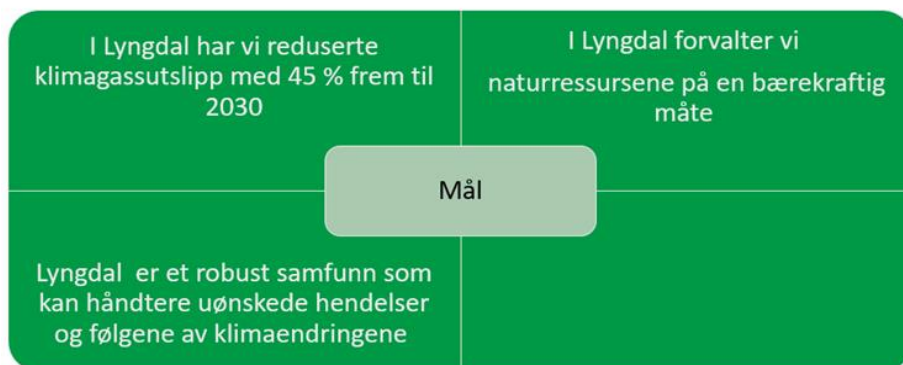 I Lyngdal har vi reduserte
klimagassutslipp med 45 % frem til
2030
I Lyngdal forvalter vi
naturressursene på en bærekraftig
måte
Mål
Lyngdal  er et robust samfunn som
kan håndtere uønskede hendelser
og følgene av klimaendringene